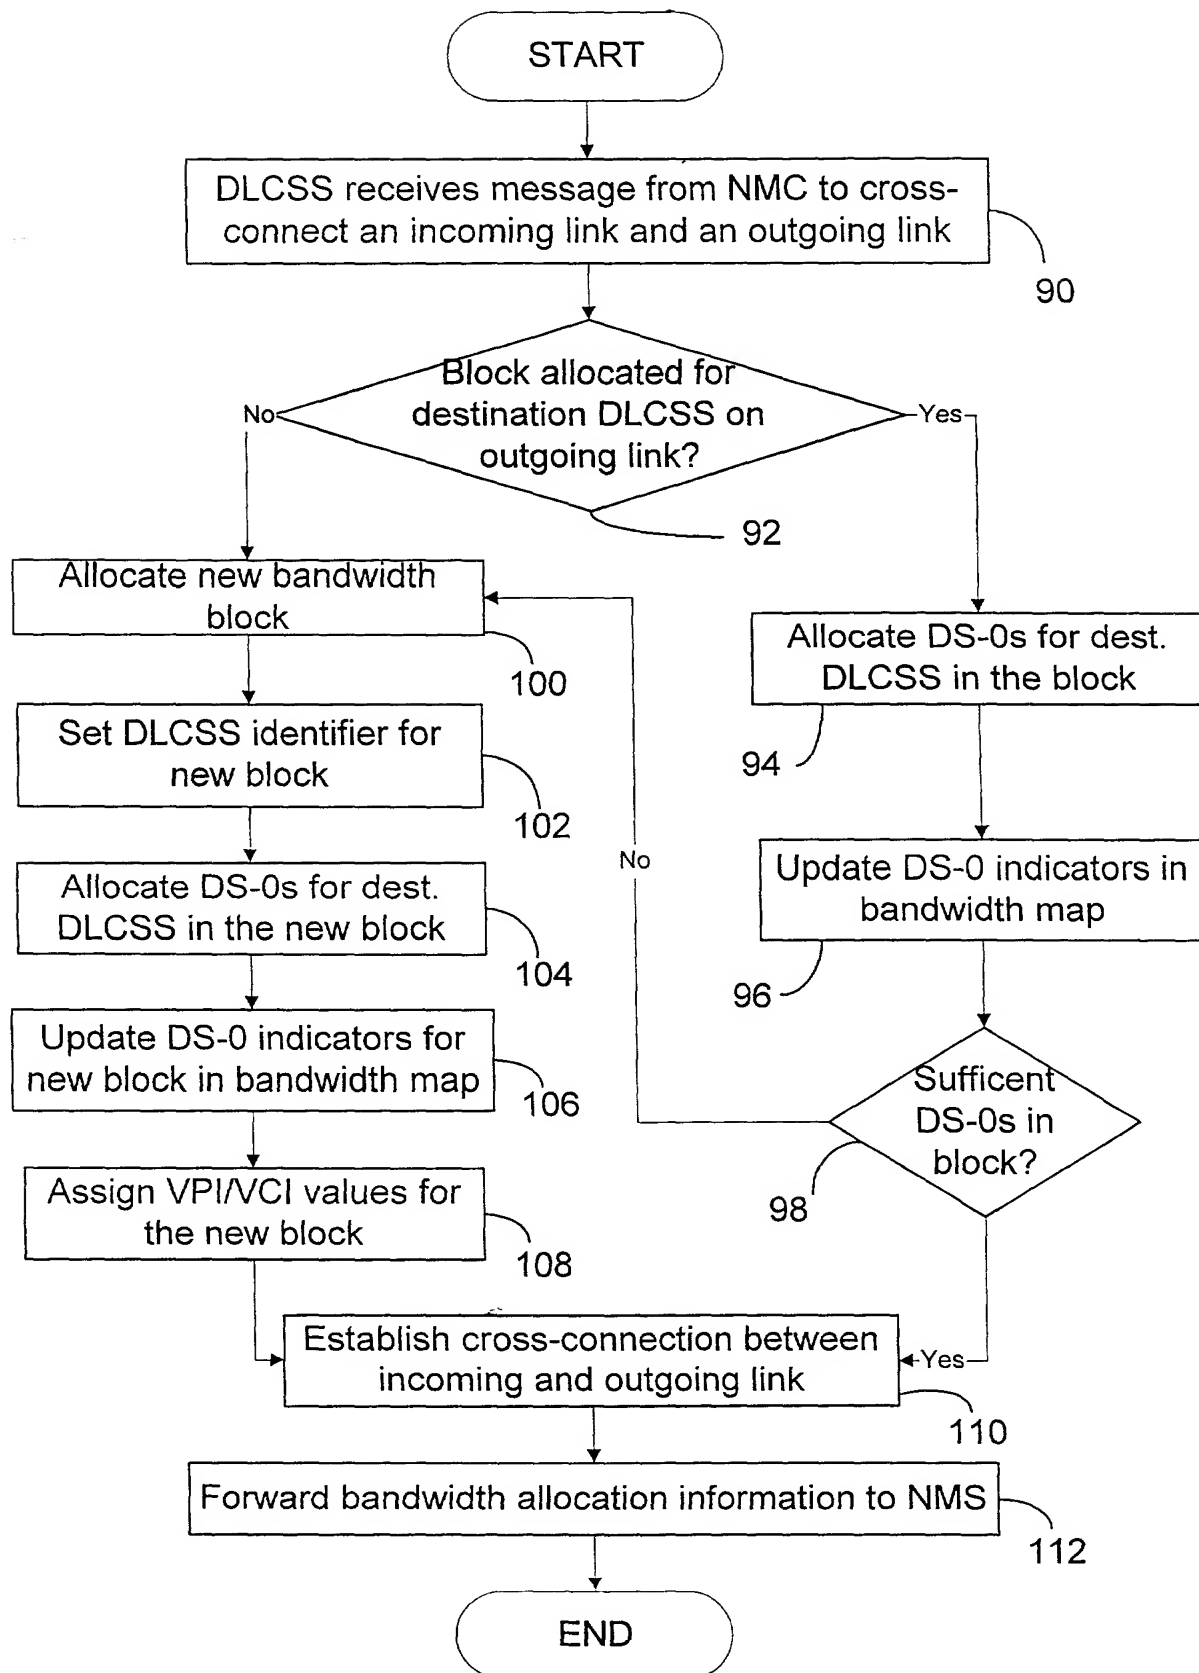 START
DLCSS receives message from NMC to cross-
connect an incoming link and an outgoing link
90
Block allocated for
destination DLCSS on
outgoing link?
No
Yes
92
Allocate new bandwidth
block
100
Allocate DS-0s for dest.
DLCSS in the block
94
Set DLCSS identifier for
new block
102
No
Update DS-0 indicators in
bandwidth map
96
Allocate DS-0s for dest.
DLCSS in the new block
104
Update DS-0 indicators for
new block in bandwidth map
106
Sufficent
DS-0s in
block?
98
Assign VPI/VCI values for
the new block
108
Establish cross-connection between
incoming and outgoing link
Yes
110
Forward bandwidth allocation information to NMS
112
END